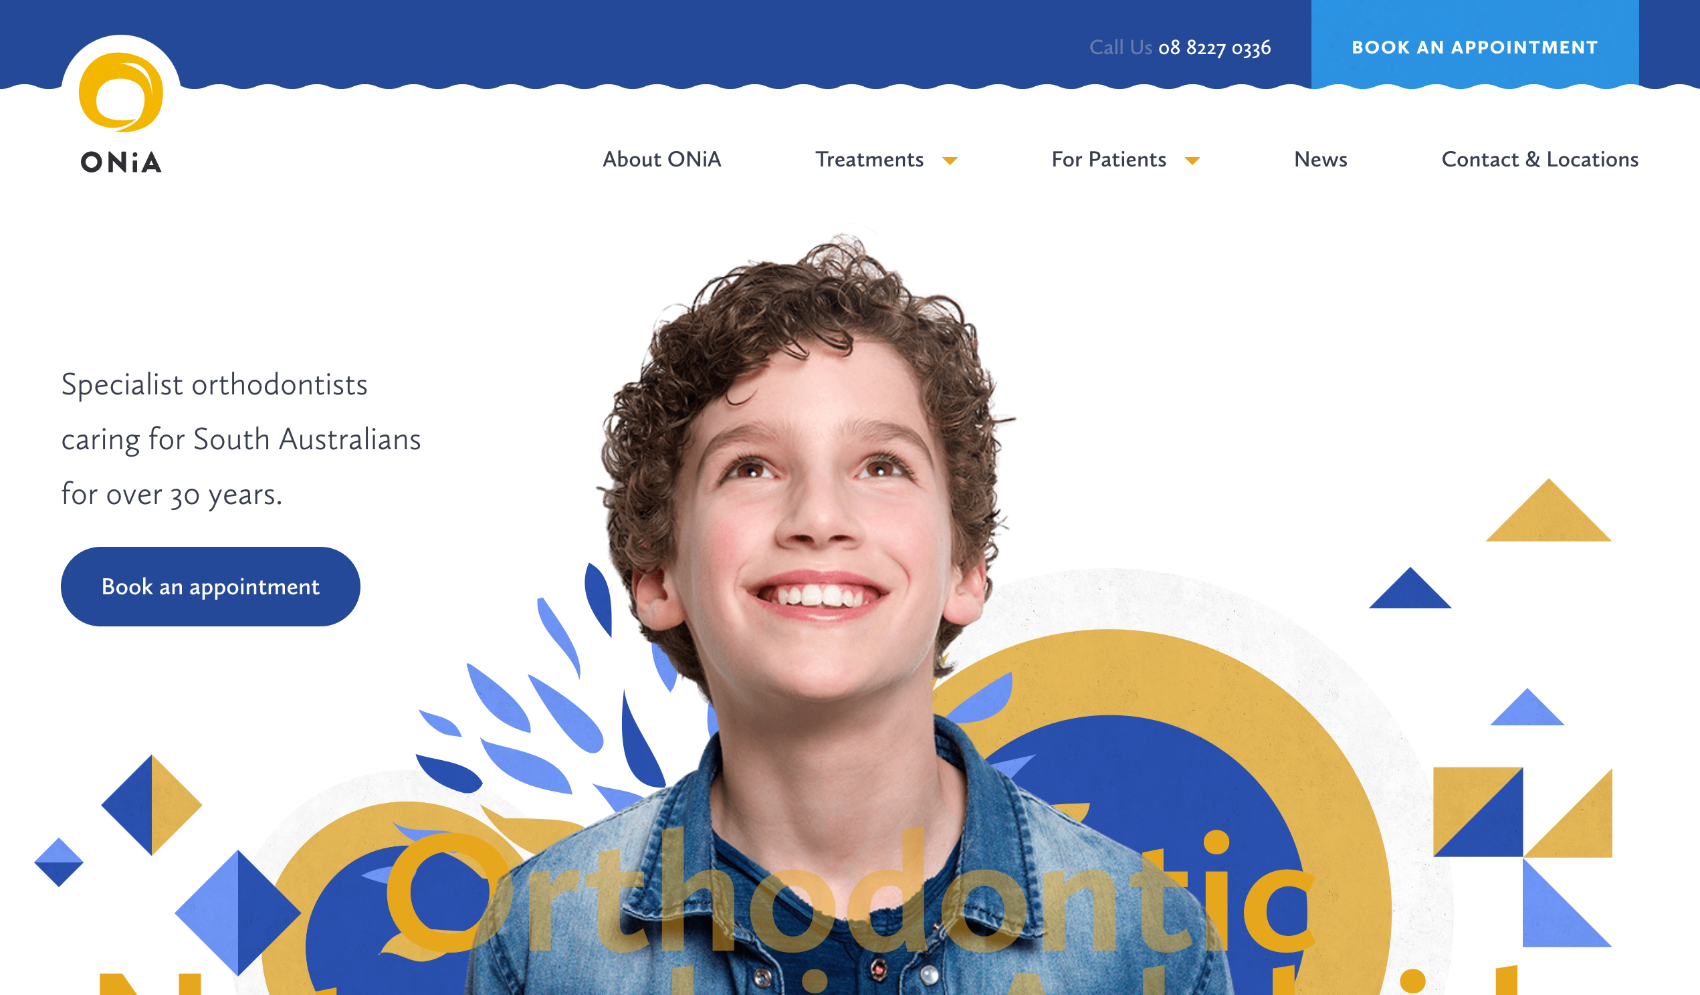 Call Us 08 8227 0336
BOOK AN APPOINTMENT
ONiA
About ONiA
Treatments
For Patients
News
Contact & Locations
Specialist orthodontists
caring for South Australians
for over 30 years.
Book an appointment
Orthodontic